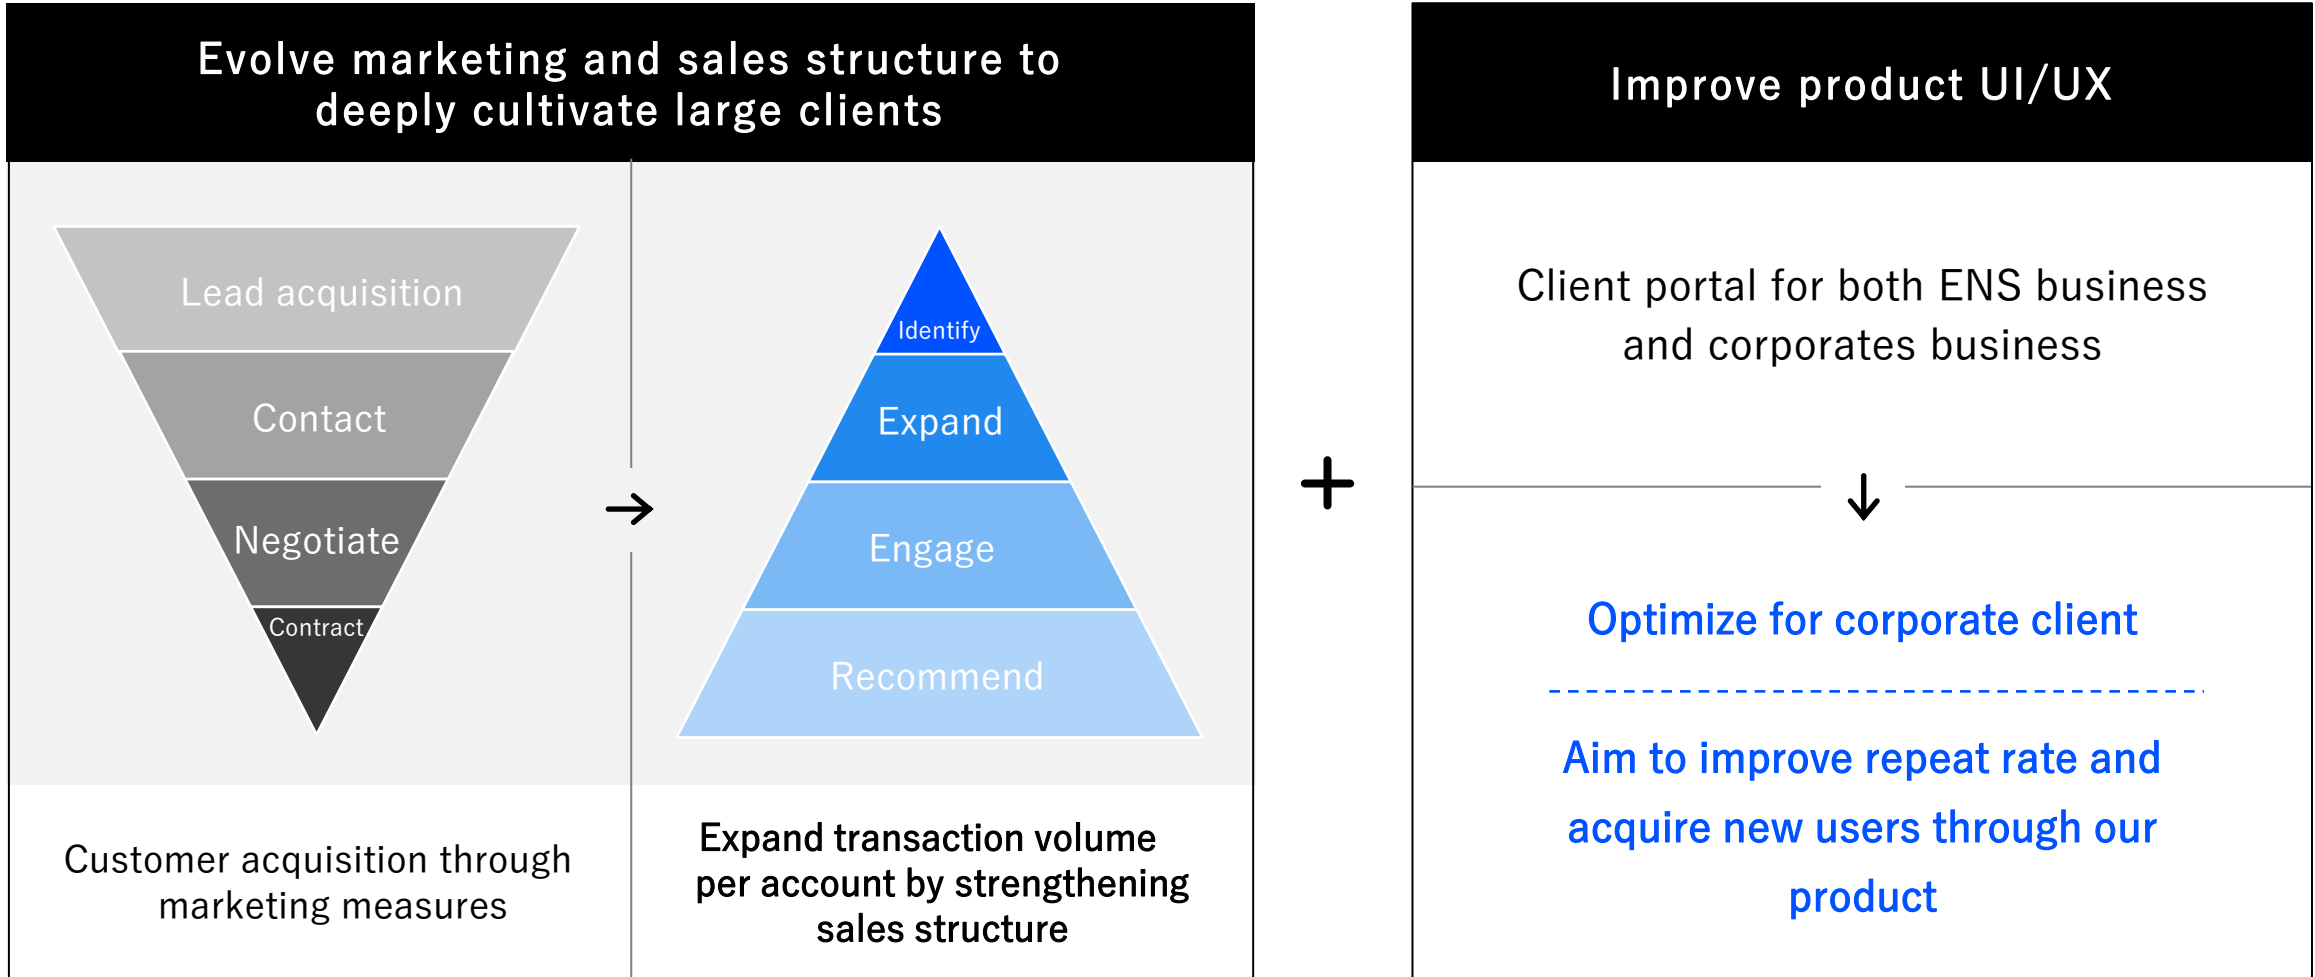 Evolve marketing and sales structure to
deeply cultivate large clients
Lead acquisition
Contact
Negotiate
Contract
Customer acquisition through
marketing measures
Identify
Expand
Engage
Recommend
Expand transaction volume
per account by strengthening
sales structure
Improve product UI/UX
Client portal for both ENS business
and corporates business
Optimize for corporate client
Aim to improve repeat rate and
acquire new users through our
product